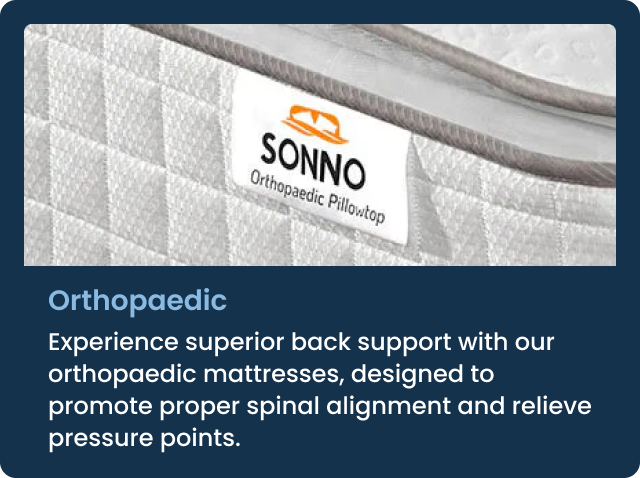 SONNO
Orthopaedic Pillowtop
Orthopaedic
Experience superior back support with our
orthopaedic mattresses, designed to
promote proper spinal alignment and relieve
pressure points.